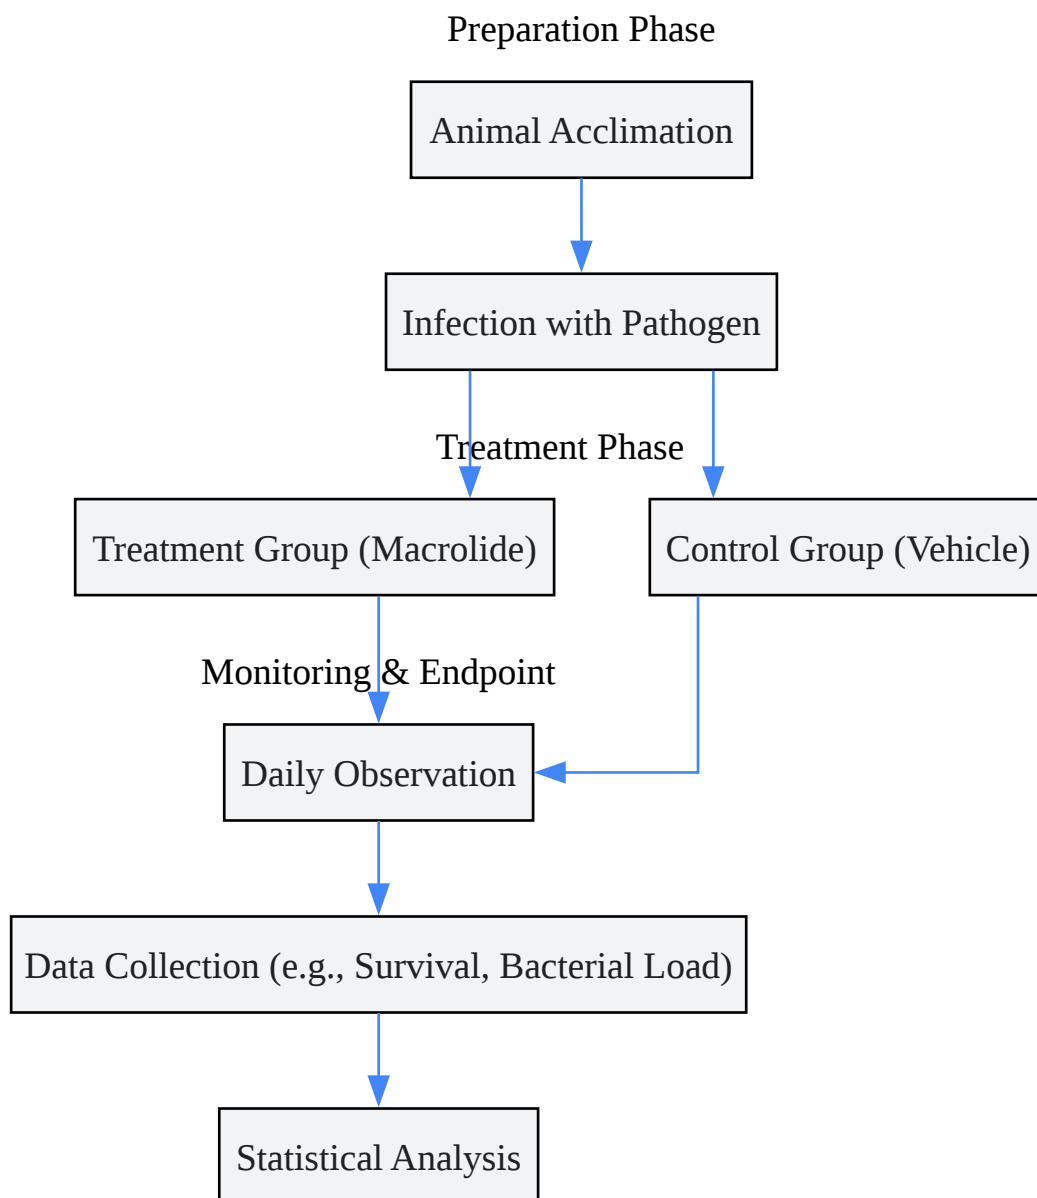 Preparation Phase
Animal Acclimation
Infection with Pathogen
Treatment Phase
Treatment Group (Macrolide)
Control Group (Vehicle)
Monitoring & Endpoint
Daily Observation
Data Collection (e.g., Survival, Bacterial Load)
Statistical Analysis